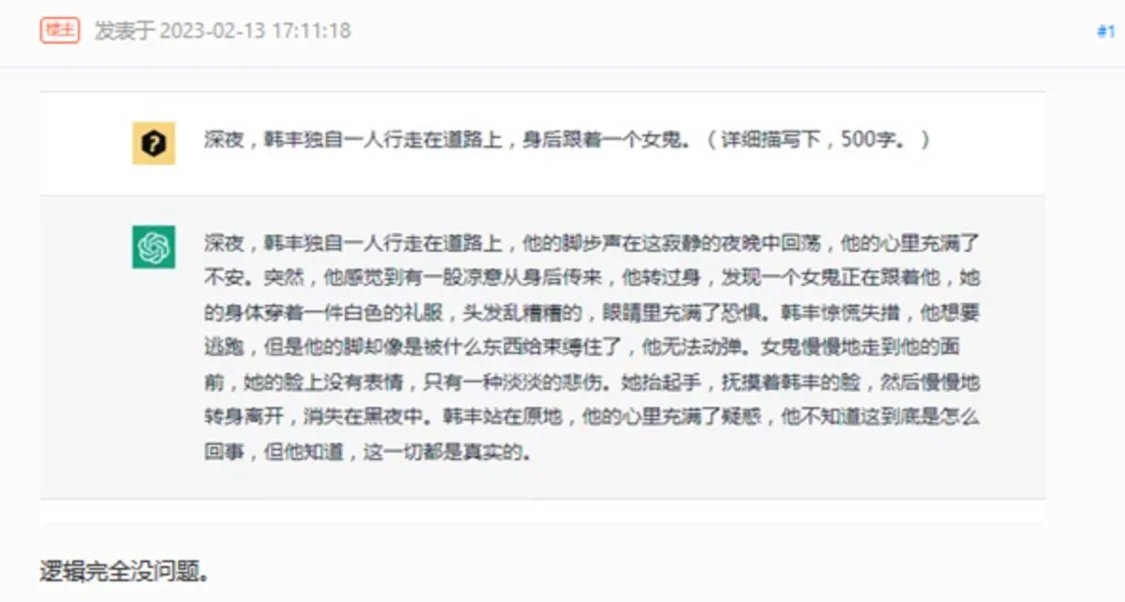 楼主 发表于 2023-02-13 17:11:18 #1
深夜，韩丰独自一人行走在道路上，身后跟着一个女鬼。（详细描写下，500字。）
深夜，韩丰独自一人行走在道路上，他的脚步声在这寂静的夜晚中回荡，他的心里充满了
不安。突然，他感觉到有一股凉意从身后传来，他转过身，发现一个女鬼正在跟着他，她
的身体穿着一件白色的礼服，头发乱糟糟的，眼睛里充满了恐惧。韩丰惊慌失措，他想要
逃跑，但是他的脚却像是被什么东西给束缚住了，他无法动弹。女鬼慢慢地走到他的面
前，她的脸上没有表情，只有一种淡淡的悲伤。她抬起手，抚摸着韩丰的脸，然后慢慢地
转身离开，消失在黑夜中。韩丰站在原地，他的心里充满了疑惑，他不知道这到底是怎么
回事，但他知道，这一切都是真实的。
逻辑完全没问题。